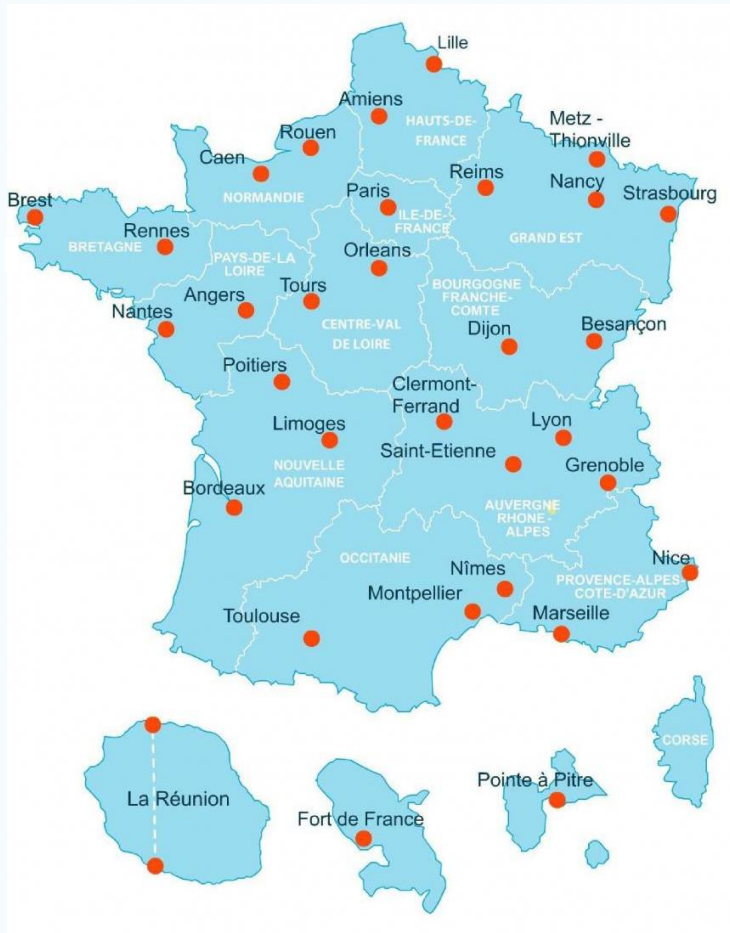 Lille
Amiens
HAUTS-DE-
FRANCE
Rouen
Metz -
Thionville
Caen
Reims
Nancy
Strasbourg
Paris
NORMANDIE
Brest
ILE-DE-
FRANCE
Rennes
BRETAGNE
GRAND EST
Orleans
PAYS-DE-LA
LOIRE
Tours
Angers
Nantes
BOURGOGNE
FRANCHE-
COMTE
CENTRE-VAL
DE LOIRE
Dijon
Besançon
Poitiers
Clermont-
Ferrand
Limoges
Lyon
Saint-Etienne
Grenoble
NOUVELLE
AQUITAINE
Bordeaux
AUVERGNE
RHONE-
ALPES
OCCITANIE
Nice
Nîmes
PROVENCE-ALPES-
COTE-D'AZUR
Montpellier
Marseille
Toulouse
CORSE
La Réunion
Fort de France
Pointe à Pitre